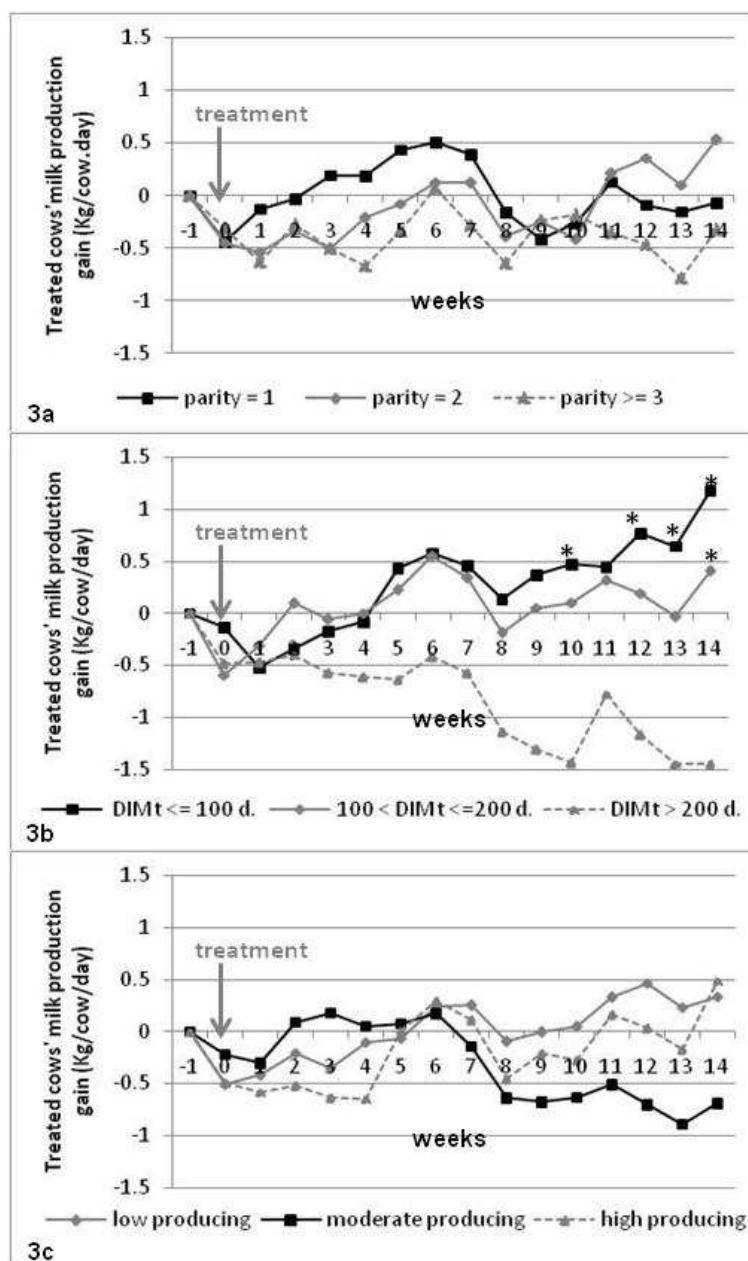 1.5
1
0.5
0
-0.5
-1
-1.5
Treated cows' milk production
gain (Kg/cow.day)
treatment
-1 0 1 2 3 4 5 6 7 8 9 10 11 12 13 14
weeks
parity = 1 parity = 2 parity >= 3
3a
1.5
1
0.5
0
-0.5
-1
-1.5
Treated cows' milk production
gain (Kg/cow/day)
treatment
* * * * *
-1 0 1 2 3 4 5 6 7 8 9 10 11 12 13 14
weeks
DIMt <= 100 d. 100 < DIMt <=200 d. DIMt > 200 d.
3b
1.5
1
0.5
0
-0.5
-1
-1.5
Treated cows' milk production
gain (Kg/cow/day)
treatment
-1 0 1 2 3 4 5 6 7 8 9 10 11 12 13 14
weeks
low producing moderate producing high producing
3c